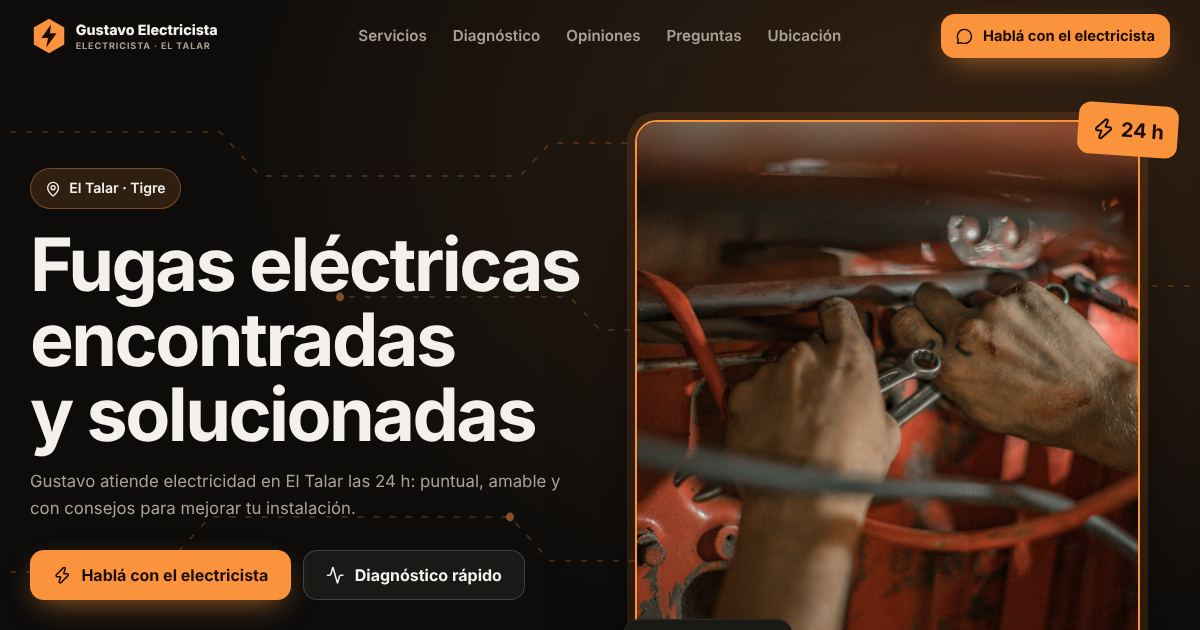 Gustavo Electricista
ELECTRICISTA · EL TALAR
Servicios
Diagnóstico
Opiniones
Preguntas
Ubicación
Hablá con el electricista
24 h
El Talar · Tigre
Fugas eléctricas
encontradas
y solucionadas
Gustavo atiende electricidad en El Talar las 24 h: puntual, amable y
con consejos para mejorar tu instalación.
Hablá con el electricista
Diagnóstico rápido